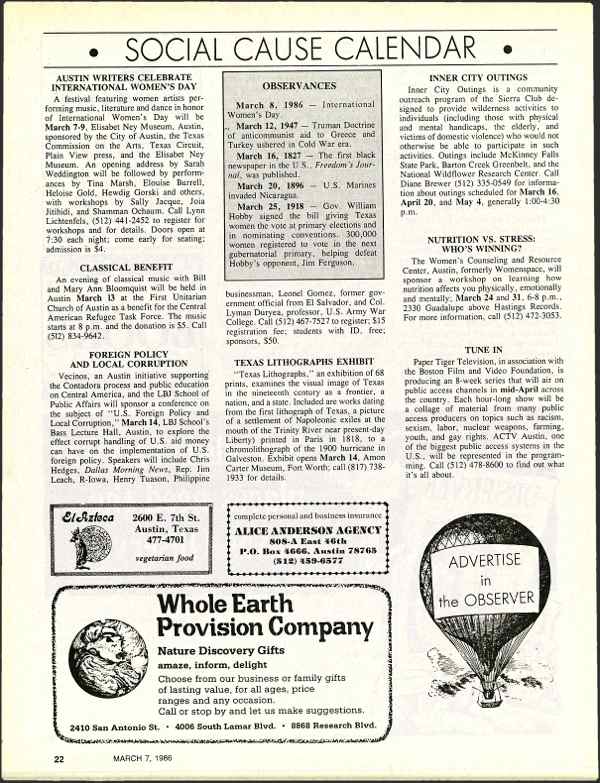 • SOCIAL CAUSE CALENDAR •
AUSTIN WRITERS CELEBRATE
INTERNATIONAL WOMEN'S DAY
A festival featuring women artists per-
forming music, literature and dance in honor
of International Women's Day will be
March 7-9, Elisabet Ney Museum, Austin,
sponsored by the City of Austin, the Texas
Commission on the Arts, Texas Circuit,
Plain View press, and the Elisabet Ney
Museum. An opening address by Sarah
Weddington will be followed by perform-
ances by Tina Marsh, Elouise Burrell,
Heloise Gold, Hewdig Gorski and others,
with workshops by Sally Jacque, Joia
Jitihidi, and Shamman Ochaum. Call Lynn
Lichtenfels, (512) 441-2452 to register for
workshops and for details. Doors open at
7:30 each night; come early for seating;
admission is $4.
CLASSICAL BENEFIT
An evening of classical music with Bill
and Mary Ann Bloomquist will be held in
Austin March 13 at the First Unitarian
Church of Austin as a benefit for the Central
American Refugee Task Force. The music
starts at 8 p.m. and the donation is $5. Call
(512) 834-9642.
FOREIGN POLICY
AND LOCAL CORRUPTION
Vecinos, an Austin initiative supporting
the Contadora process and public education
on Central America, and the LBJ School of
Public Affairs will sponsor a conference on
the subject of "U.S. Foreign Policy and
Local Corruption," March 14, LBJ School's
Bass Lecture Hall, Austin, to explore the
effect corrupt handling of U.S. aid money
can have on the implementation of U.S.
foreign policy. Speakers will include Chris
Hedges, Dallas Morning News, Rep. Jim
Leach, R-Iowa, Henry Tuason, Philippine
OBSERVANCES
March 8, 1986 — International
Women's Day.
March 12, 1947 — Truman Doctrine
of anticommunist aid to Greece and
Turkey ushered in Cold War era.
March 16, 1827 — The first black
newspaper in the U.S., Freedom's Jour-
nal, was published.
March 20, 1896 — U.S. Marines
invaded Nicaragua.
March 25, 1918 — Gov. William
Hobby signed the bill giving Texas
women the vote at primary elections and
in nominating conventions. 300,000
women registered to vote in the next
gubernatorial primary, helping defeat
Hobby's opponent, Jim Ferguson.
businessman, Leonel Gomez, former gov-
ernment official from El Salvador, and Col.
Lyman Duryea, professor, U.S. Army War
College. Call (512) 467-7527 to register; $15
registration fee; students with ID, free;
sponsors, $50.
TEXAS LITHOGRAPHS EXHIBIT
"Texas Lithographs," an exhibition of 68
prints, examines the visual image of Texas
in the nineteenth century as a frontier, a
nation, and a state. Included are works dating
from the first lithograph of Texas, a picture
of a settlement of Napoleonic exiles at the
mouth of the Trinity River near present-day
Liberty) printed in Paris in 1818, to a
chromolithograph of the 1900 hurricane in
Galveston. Exhibit opens March 14, Amon
Carter Museum, Fort Worth; call (817) 738-
1933 for details.
INNER CITY OUTINGS
Inner City Outings is a community
outreach program of the Sierra Club de-
signed to provide wilderness activities to
individuals (including those with physical
and mental handicaps, the elderly, and
victims of domestic violence) who would not
otherwise be able to participate in such
activities. Outings include McKinney Falls
State Park, Barton Creek Greenbelt, and the
National Wildflower Research Center. Call
Diane Brewer (512) 335-0549 for informa-
tion about outings scheduled for March 16,
April 20, and May 4, generally 1:00-4:30
p.m.
NUTRITION VS. STRESS:
WHO'S WINNING?
The Women's Counseling and Resource
Center, Austin, formerly Womenspace, will
sponsor a workshop on learning how
nutrition affects you physically, emotionally
and mentally, March 24 and 31, 6-8 p.m.,
2330 Guadalupe above Hastings Records.
For more information, call (512) 472-3053.
TUNE IN
Paper Tiger Television, in association with
the Boston Film and Video Foundation, is
producing an 8-week series that will air on
public access channels in mid-April across
the country. Each hour-long show will be
a collage of material from many public
access producers on topics such as racism,
sexism, labor, nuclear weapons, farming,
youth, and gay rights. ACTV Austin, one
of the biggest public access systems in the
U.S., will be represented in the program-
ming. Call (512) 478-8600 to find out what
it's all about.
El Azteca
2600 E. 7th St.
Austin, Texas
477-4701
vegetarian food
complete personal and business insurance
ALICE ANDERSON AGENCY
808-A East 46th
P.O. Box 4666, Austin 78765
(512) 459-6577
ADVERTISE
in
the OBSERVER
Whole Earth
Provision Company
Nature Discovery Gifts
amaze, inform, delight
Choose from our business or family gifts
of lasting value, for all ages, price
ranges and any occasion.
Call or stop by and let us make suggestions.
2410 San Antonio St. • 4006 South Lamar Blvd. • 8868 Research Blvd.
22 MARCH 7, 1986